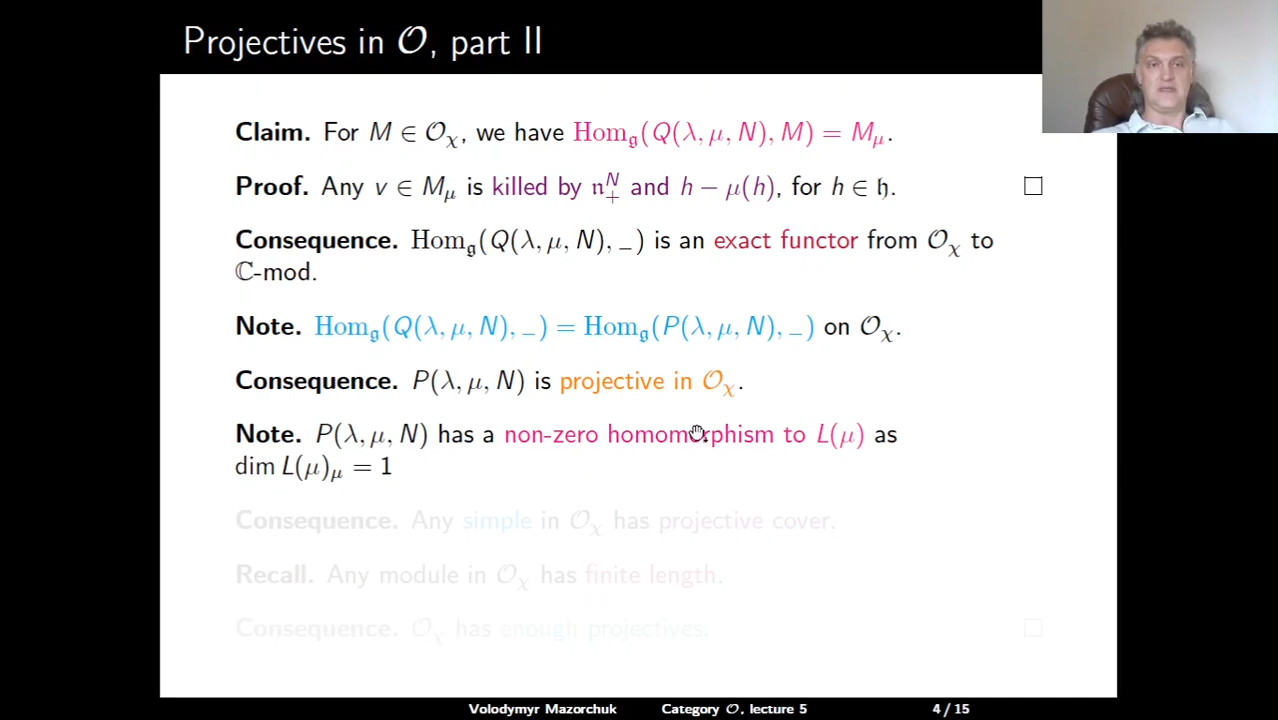 Projectives in 𝒪, part II
Claim. For M ∈ 𝒪_χ, we have Hom_𝔤(Q(λ, μ, N), M) = M_μ.
Proof. Any v ∈ M_μ is killed by 𝔫_+^N and h − μ(h), for h ∈ 𝔥. □
Consequence. Hom_𝔤(Q(λ, μ, N), _) is an exact functor from 𝒪_χ to
ℂ-mod.
Note. Hom_𝔤(Q(λ, μ, N), _) = Hom_𝔤(P(λ, μ, N), _) on 𝒪_χ.
Consequence. P(λ, μ, N) is projective in 𝒪_χ.
Note. P(λ, μ, N) has a non-zero homomorphism to L(μ) as
dim L(μ)_μ = 1
Consequence. Any simple in 𝒪_χ has projective cover.
Recall. Any module in 𝒪_χ has finite length.
Consequence. 𝒪_χ has enough projectives. □
Volodymyr Mazorchuk Category 𝒪, lecture 5 4 / 15